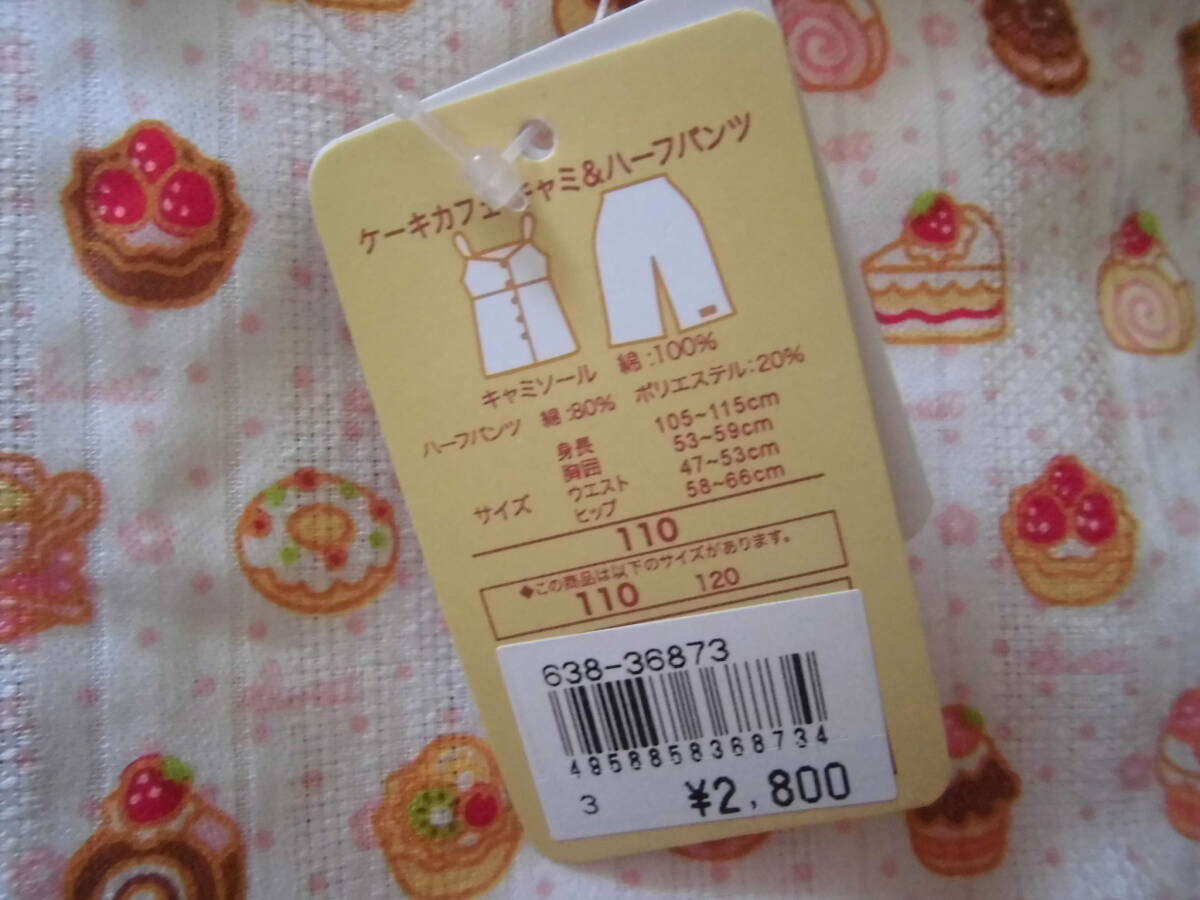 ケーキカフェキャミ&ハーフパンツ
キャミソール 綿:100%
ハーフパンツ 綿:80% ポリエステル:20%
サイズ
身長 105~115cm
胸囲 53~59cm
ウエスト 47~53cm
ヒップ 58~66cm
110
◆この商品は以下のサイズがあります。
110 120
638-36873
4958858368734
3 ¥2,800